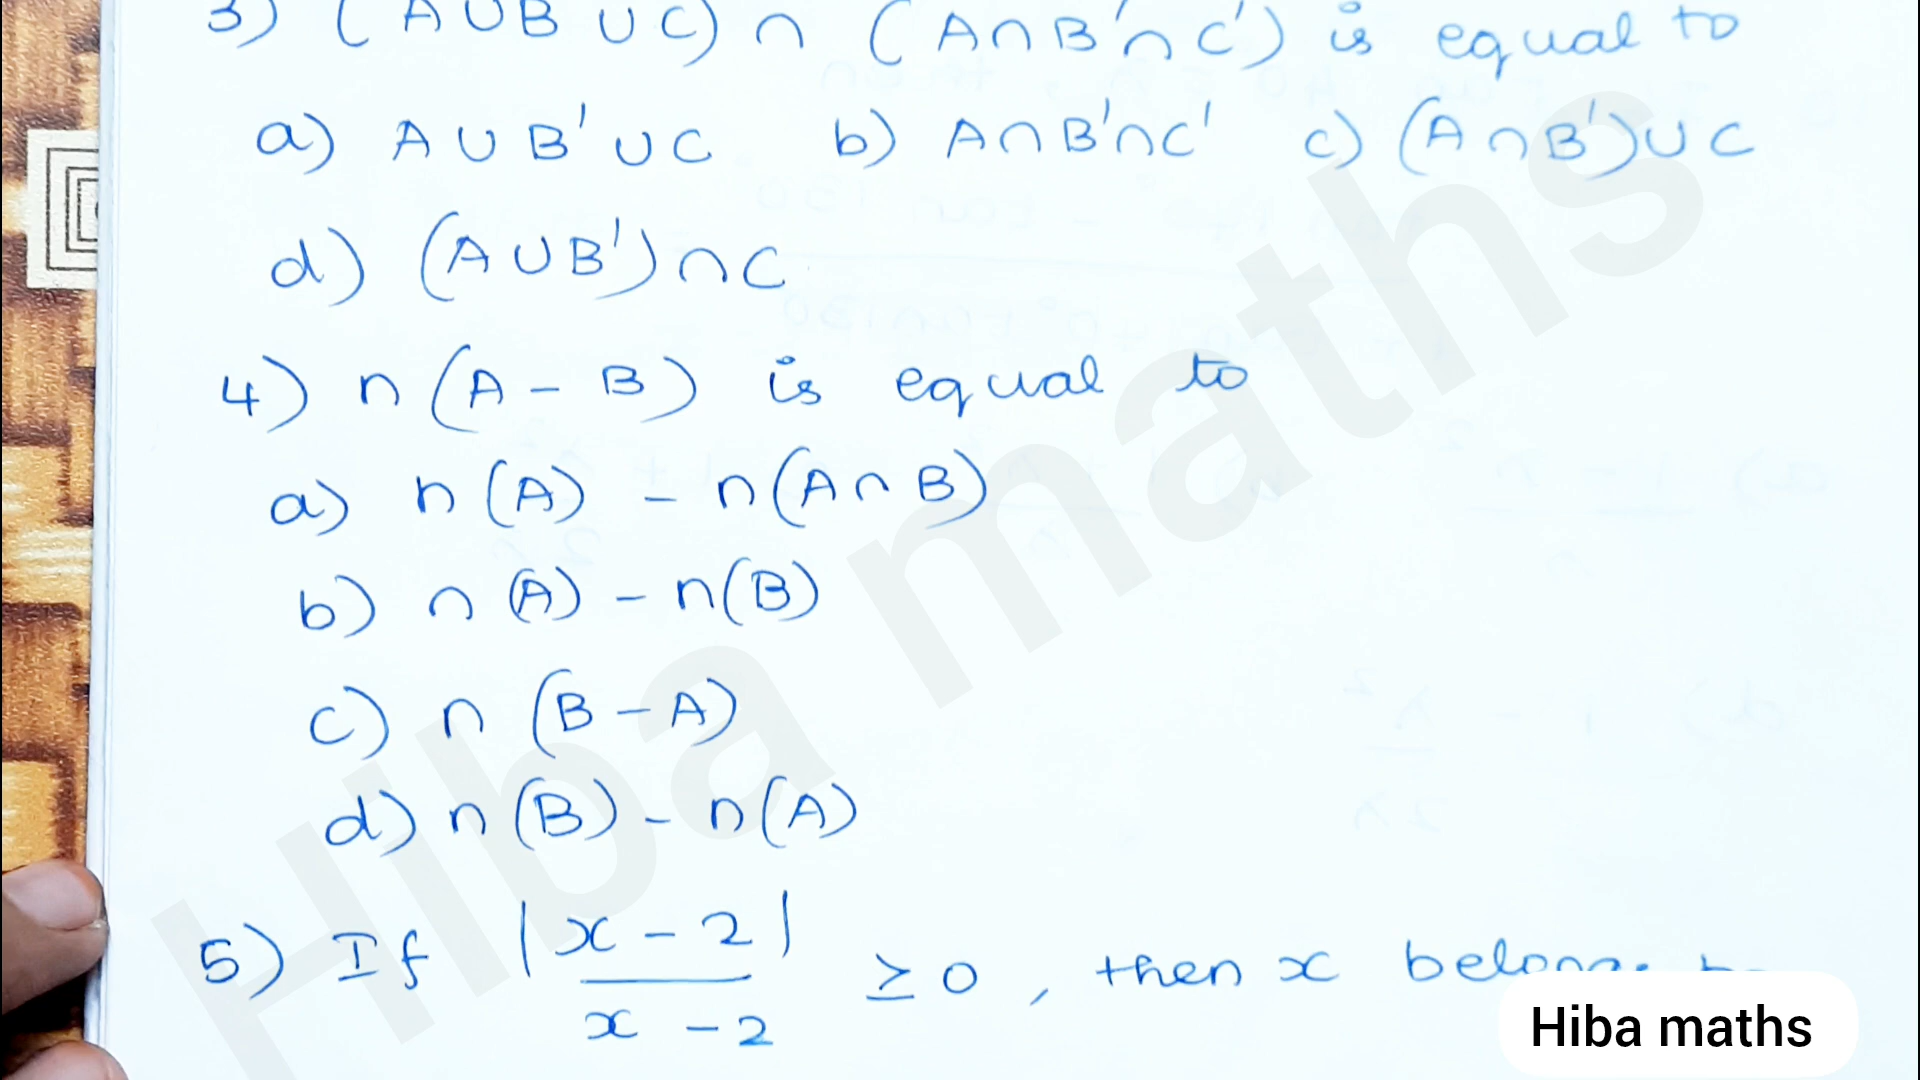 3) (A∪B∪C)∩(A∩B'∩C') is equal to
a) A∪B'∪C b) A∩B'∩C' c) (A∩B')∪C
d) (A∪B')∩C
4) n(A-B) is equal to
a) n(A) - n(A∩B)
b) n(A) - n(B)
c) n(B-A)
d) n(B) - n(A)
5) If |x-2|
/ x-2 ≥ 0, then x
Hiba maths
Hiba maths